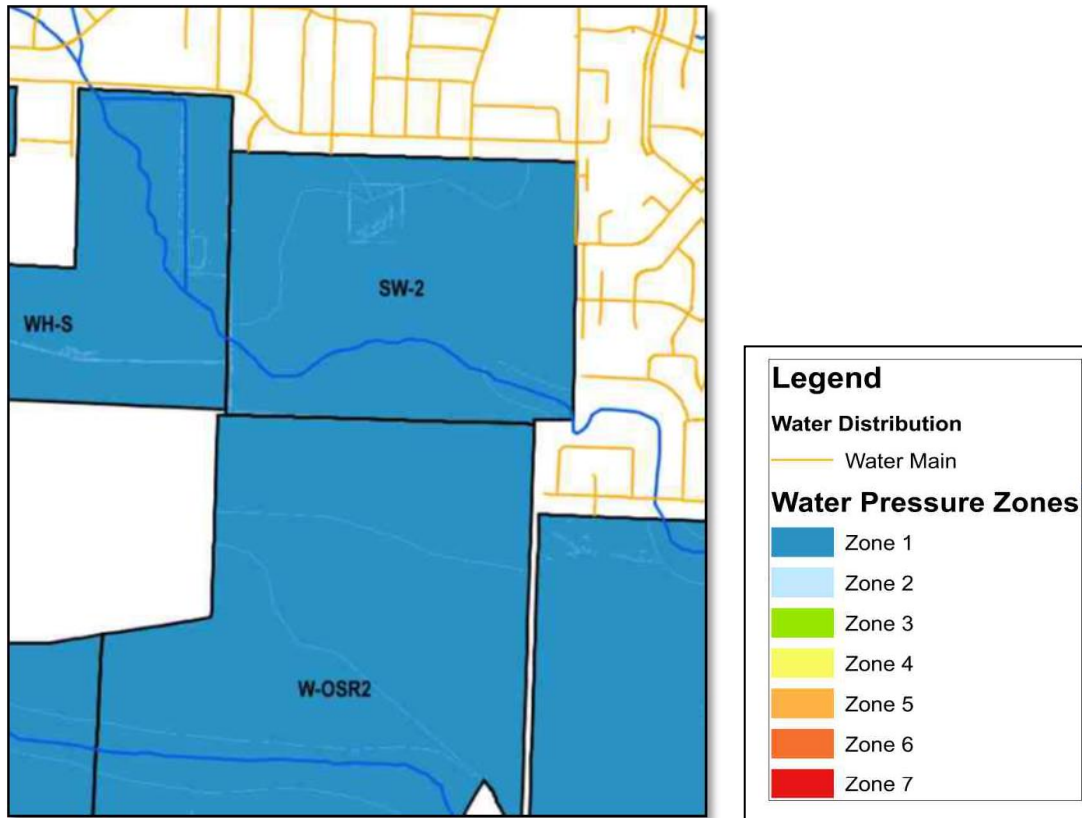 SW-2
WH-S
W-OSR2
Legend
Water Distribution
Water Main
Water Pressure Zones
Zone 1
Zone 2
Zone 3
Zone 4
Zone 5
Zone 6
Zone 7